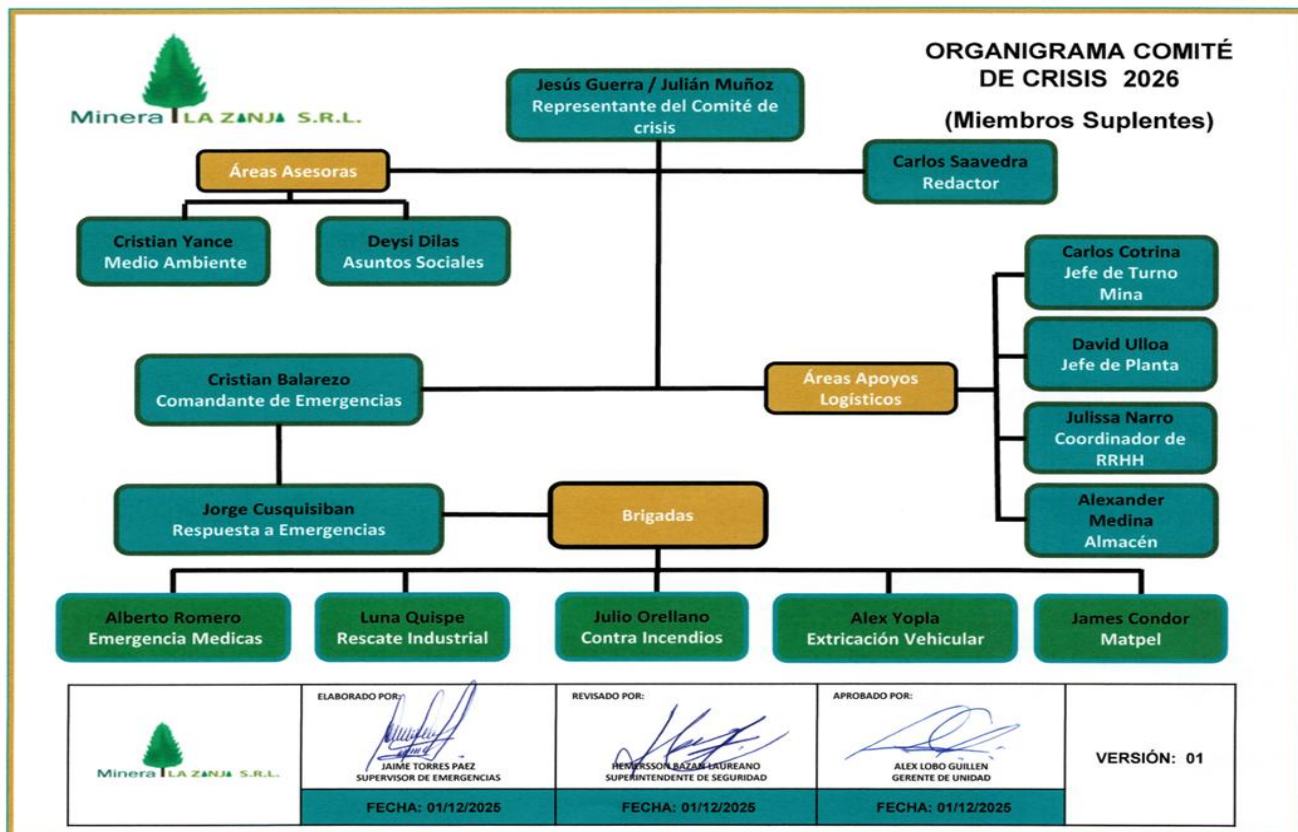 Minera LA ZANJA S.R.L.
ORGANIGRAMA COMITÉ
DE CRISIS 2026
(Miembros Suplentes)
Jesús Guerra / Julián Muñoz
Representante del Comité de
crisis
Carlos Saavedra
Redactor
Áreas Asesoras
Cristian Yance
Medio Ambiente
Deysi Dilas
Asuntos Sociales
Carlos Cotrina
Jefe de Turno
Mina
David Ulloa
Jefe de Planta
Cristian Balarezo
Comandante de Emergencias
Áreas Apoyos
Logísticos
Julissa Narro
Coordinador de
RRHH
Alexander
Medina
Almacén
Jorge Cusquisiban
Respuesta a Emergencias
Brigadas
Alberto Romero
Emergencia Medicas
Luna Quispe
Rescate Industrial
Julio Orellano
Contra Incendios
Alex Yopla
Extricación Vehicular
James Condor
Matpel
Minera LA ZANJA S.R.L.
ELABORADO POR:
JAIME TORRES PAEZ
SUPERVISOR DE EMERGENCIAS
FECHA: 01/12/2025
REVISADO POR:
HEMERSSON BAZAN LAUREANO
SUPERINTENDENTE DE SEGURIDAD
FECHA: 01/12/2025
APROBADO POR:
ALEX LOBO GUILLEN
GERENTE DE UNIDAD
FECHA: 01/12/2025
VERSIÓN: 01